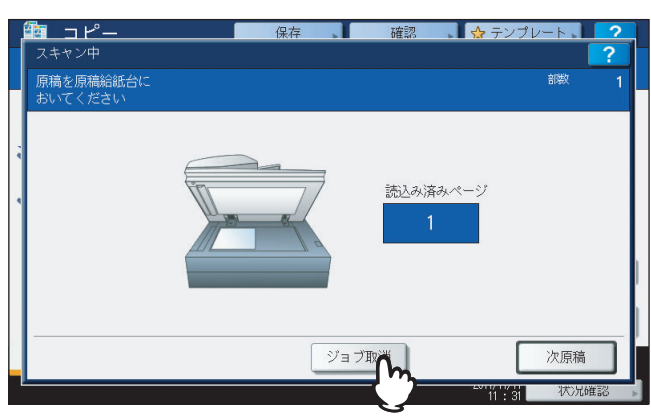 コピー
保存
確認
テンプレート
?
スキャン中
?
原稿を原稿給紙台に
おいてください
部数
1
読込み済みページ
1
ジョブ取消
次原稿
11:31
状況確認